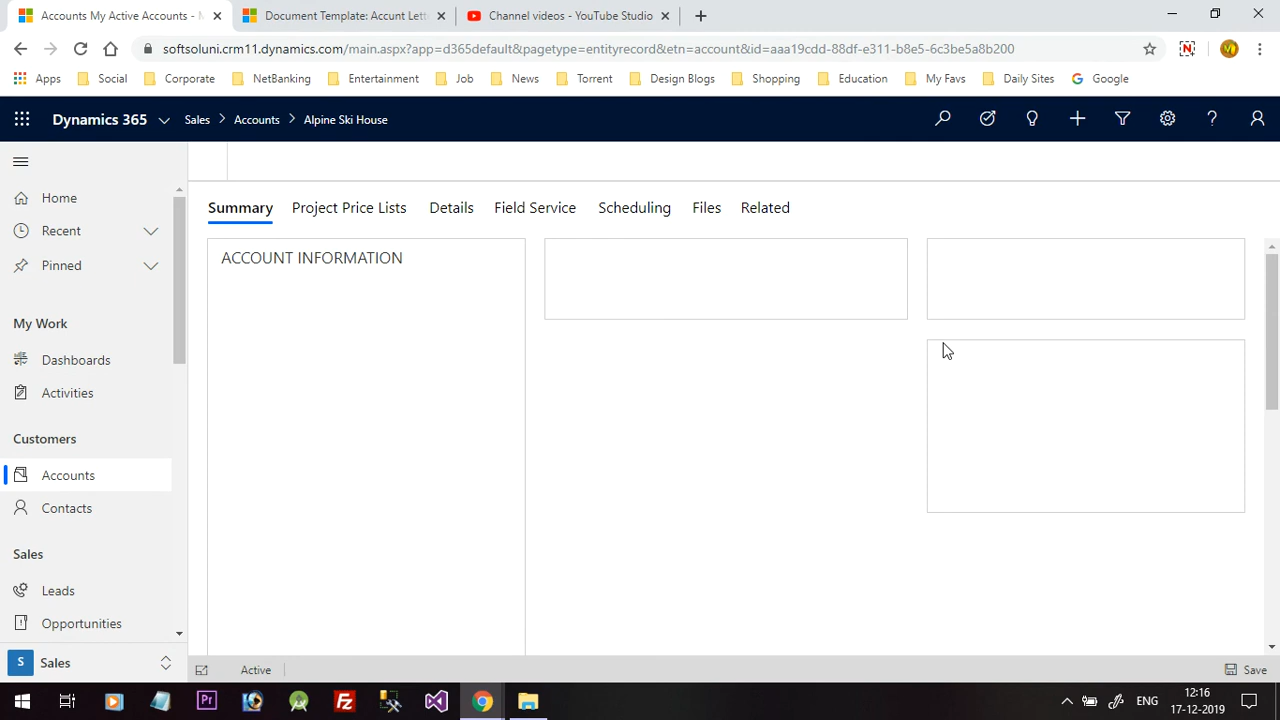 Accounts My Active Accounts - M
Document Template: Accunt Lette
Channel videos - YouTube Studio
softsoluni.crm11.dynamics.com/main.aspx?app=d365default&pagetype=entityrecord&etn=account&id=aaa19cdd-88df-e311-b8e5-6c3be5a8b200
Apps Social Corporate NetBanking Entertainment Job News Torrent Design Blogs Shopping Education My Favs Daily Sites Google
Dynamics 365 Sales Accounts Alpine Ski House
Home
Recent
Pinned
My Work
Dashboards
Activities
Customers
Accounts
Contacts
Sales
Leads
Opportunities
S Sales
Summary Project Price Lists Details Field Service Scheduling Files Related
ACCOUNT INFORMATION
Active
Save
ENG
12:16
17-12-2019